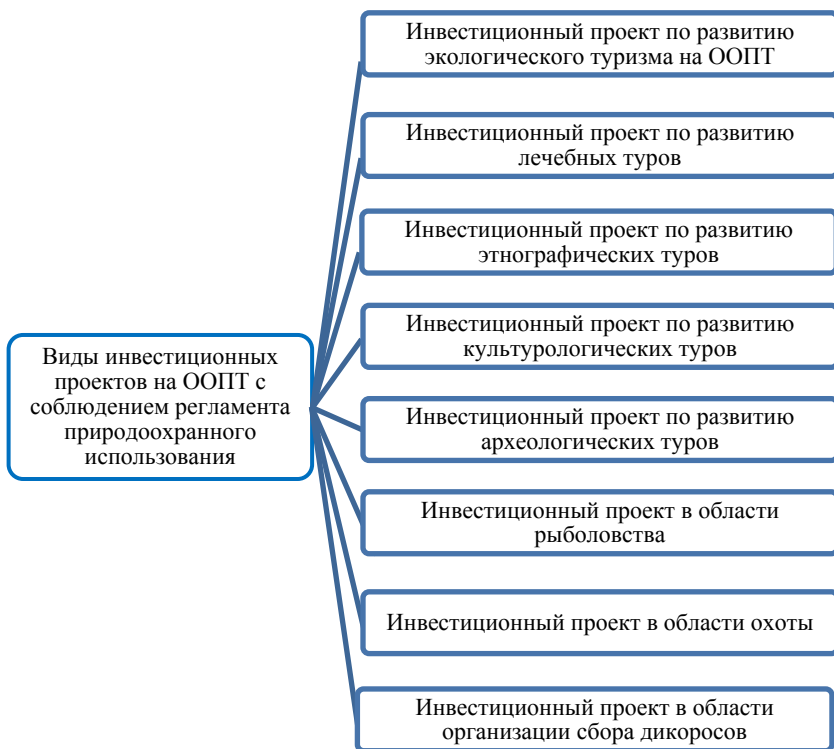 Инвестиционный проект по развитию
экологического туризма на ООПТ
Инвестиционный проект по развитию
лечебных туров
Инвестиционный проект по развитию
этнографических туров
Инвестиционный проект по развитию
культурологических туров
Виды инвестиционных
проектов на ООПТ с
соблюдением регламента
природоохранного
использования
Инвестиционный проект по развитию
археологических туров
Инвестиционный проект в области
рыболовства
Инвестиционный проект в области охоты
Инвестиционный проект в области
организации сбора дикоросов